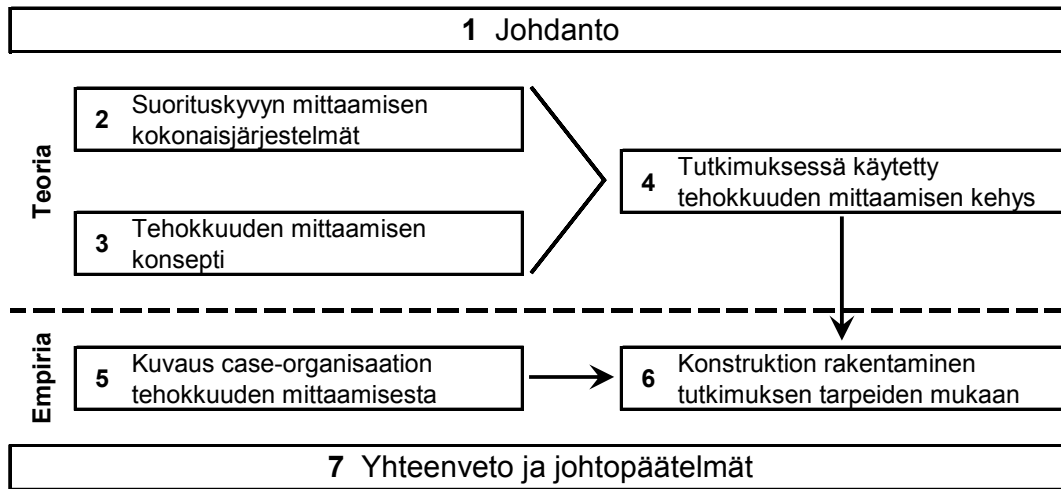 1 Johdanto
Teoria
2 Suorituskyvyn mittaamisen
kokonaisjärjestelmät
3 Tehokkuuden mittaamisen
konsepti
4 Tutkimuksessä käytetty
tehokkuuden mittaamisen kehys
Empiria
5 Kuvaus case-organisaation
tehokkuuden mittaamisesta
6 Konstruktion rakentaminen
tutkimuksen tarpeiden mukaan
7 Yhteenveto ja johtopäätelmät